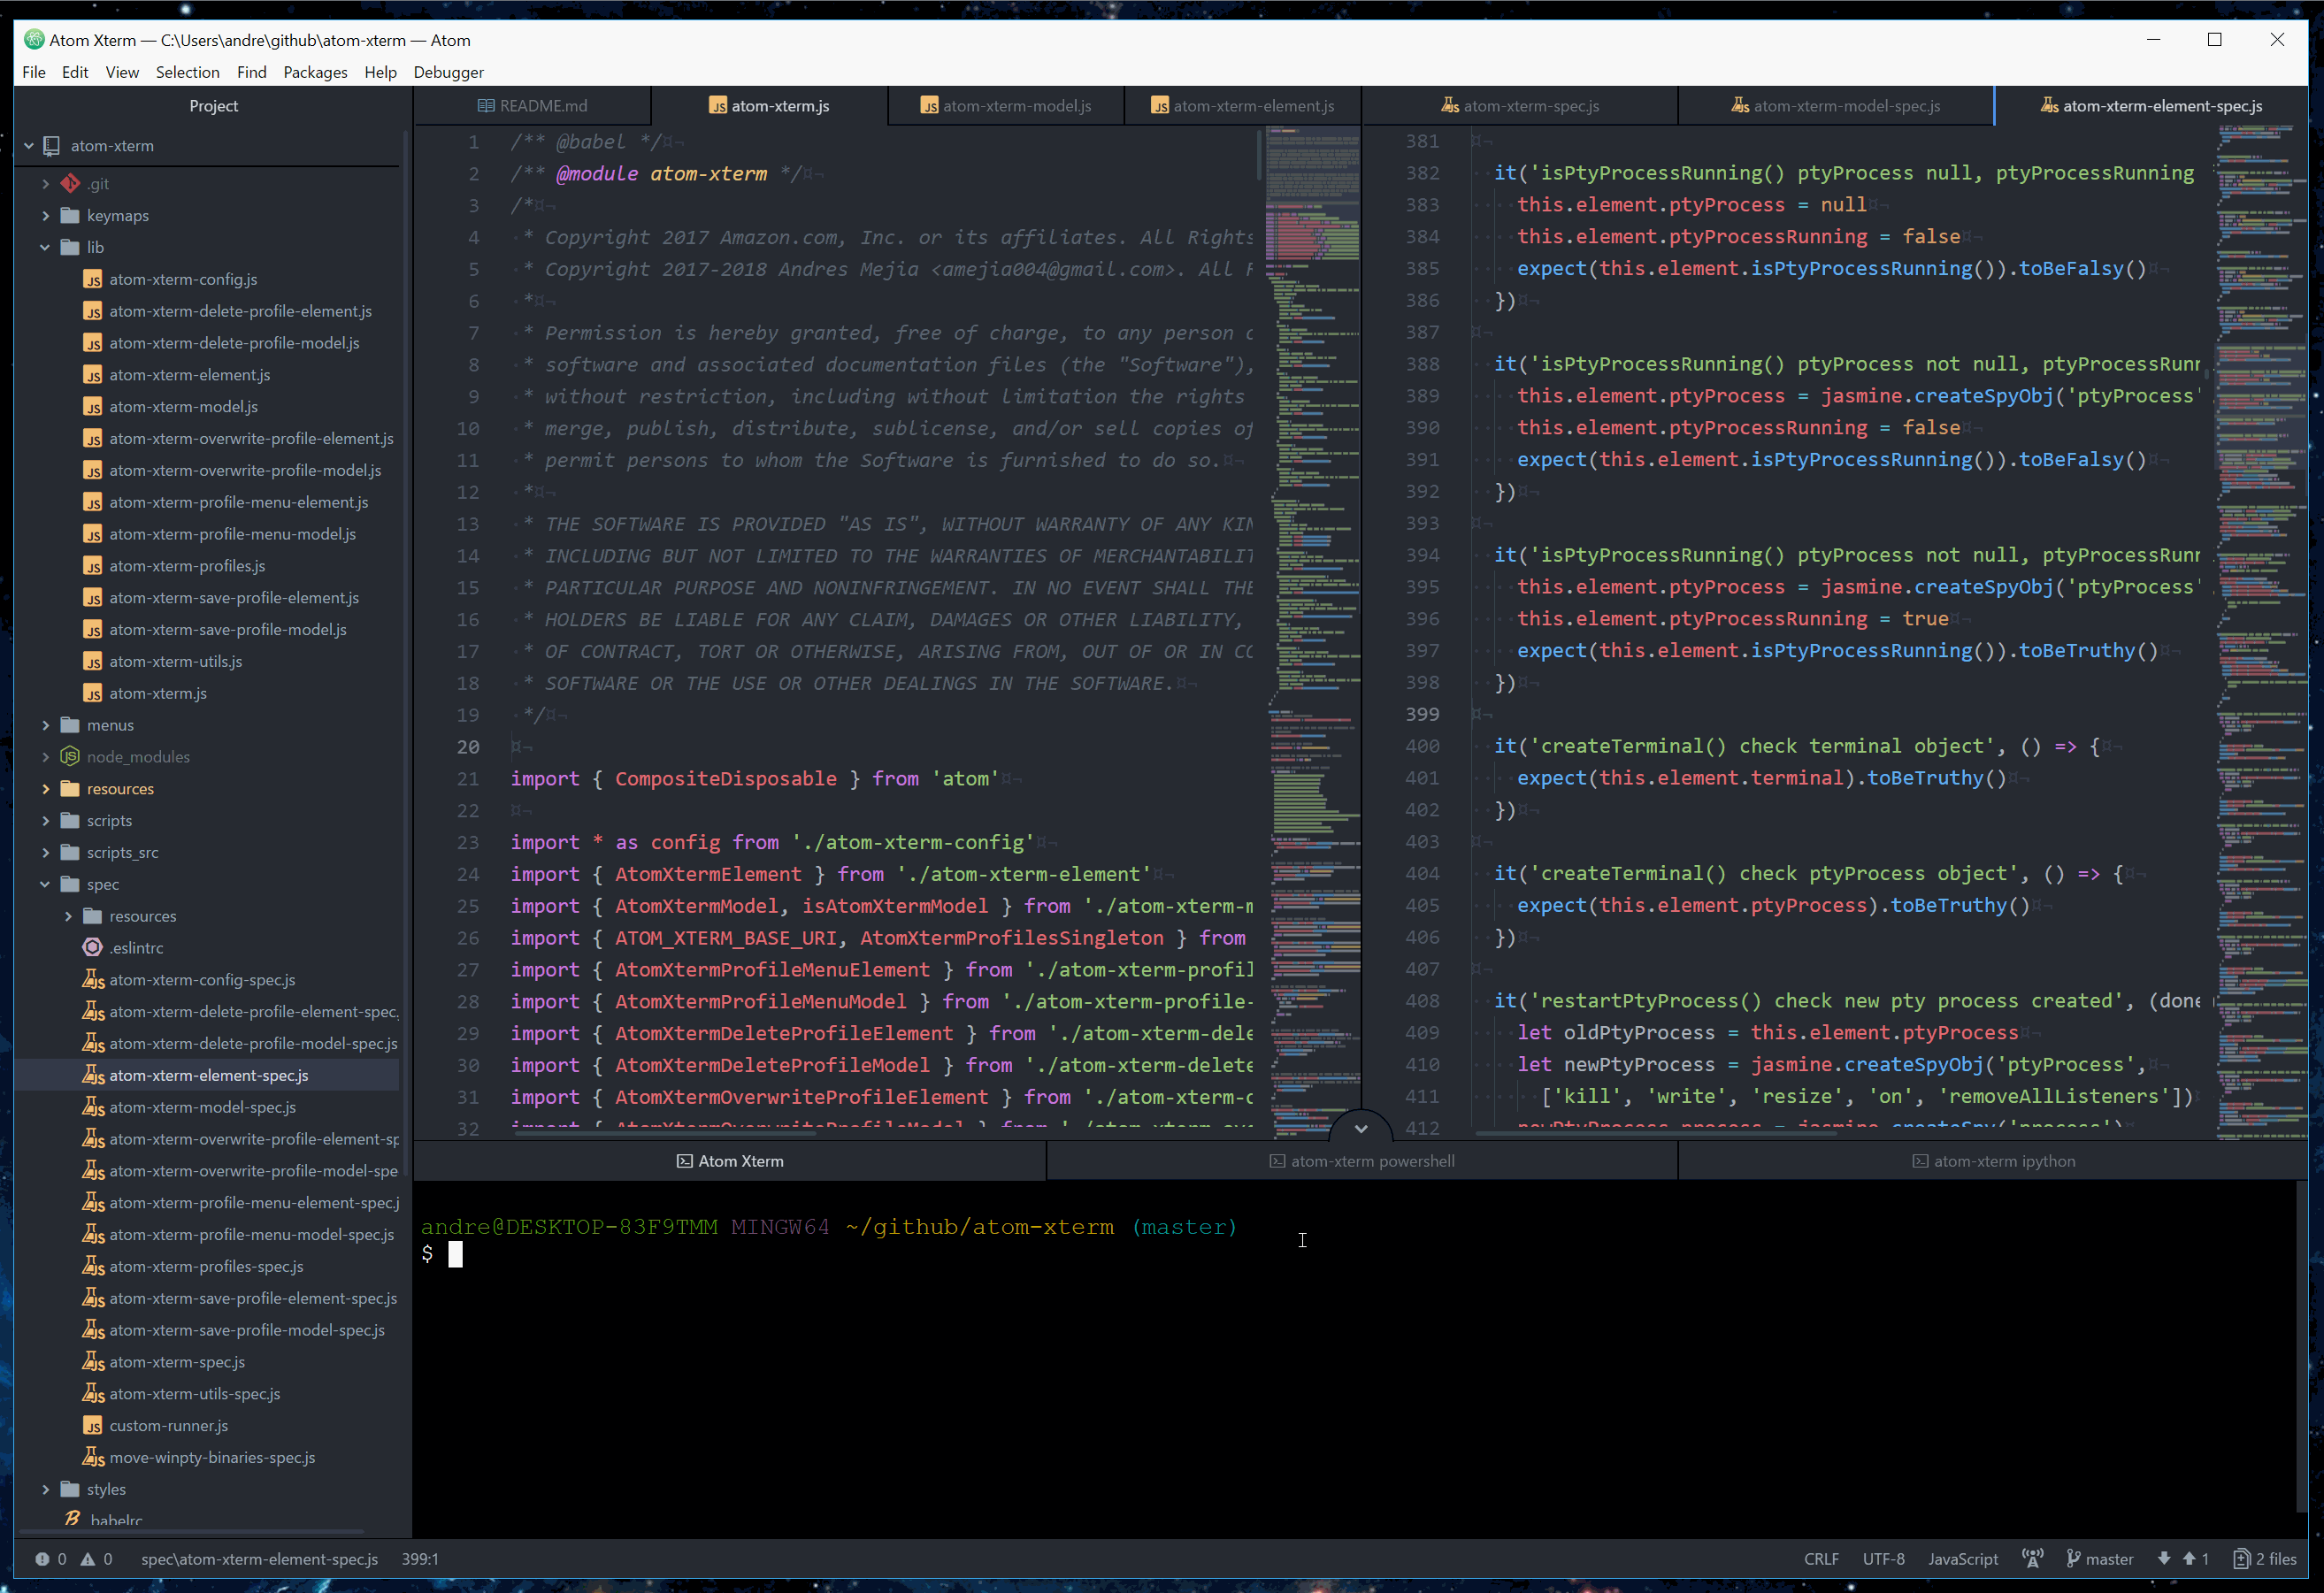 Atom Xterm — C:\Users\andre\github\atom-xterm — Atom
File Edit View Selection Find Packages Help Debugger
Project
atom-xterm
.git
keymaps
lib
atom-xterm-config.js
atom-xterm-delete-profile-element.js
atom-xterm-delete-profile-model.js
atom-xterm-element.js
atom-xterm-model.js
atom-xterm-overwrite-profile-element.js
atom-xterm-overwrite-profile-model.js
atom-xterm-profile-menu-element.js
atom-xterm-profile-menu-model.js
atom-xterm-profiles.js
atom-xterm-save-profile-element.js
atom-xterm-save-profile-model.js
atom-xterm-utils.js
atom-xterm.js
menus
node_modules
resources
scripts
scripts_src
spec
resources
.eslintrc
atom-xterm-config-spec.js
atom-xterm-delete-profile-element-spec.
atom-xterm-delete-profile-model-spec.js
atom-xterm-element-spec.js
atom-xterm-model-spec.js
atom-xterm-overwrite-profile-element-sp
atom-xterm-overwrite-profile-model-spe
atom-xterm-profile-menu-element-spec.j
atom-xterm-profile-menu-model-spec.js
atom-xterm-profiles-spec.js
atom-xterm-save-profile-element-spec.js
atom-xterm-save-profile-model-spec.js
atom-xterm-spec.js
atom-xterm-utils-spec.js
custom-runner.js
move-winpty-binaries-spec.js
styles
babelrc
README.md atom-xterm.js atom-xterm-model.js atom-xterm-element.js
1 /** @babel */¤¬
2 /** @module atom-xterm */¤¬
3 /*¤¬
4 ·* Copyright 2017 Amazon.com, Inc. or its affiliates. All Rights
5 ·* Copyright 2017-2018 Andres Mejia <amejia004@gmail.com>. All R
6 ·*¤¬
7 ·* Permission is hereby granted, free of charge, to any person o
8 ·* software and associated documentation files (the "Software"),
9 ·* without restriction, including without limitation the rights
10 ·* merge, publish, distribute, sublicense, and/or sell copies of
11 ·* permit persons to whom the Software is furnished to do so.¤¬
12 ·*¤¬
13 ·* THE SOFTWARE IS PROVIDED "AS IS", WITHOUT WARRANTY OF ANY KIN
14 ·* INCLUDING BUT NOT LIMITED TO THE WARRANTIES OF MERCHANTABILIT
15 ·* PARTICULAR PURPOSE AND NONINFRINGEMENT. IN NO EVENT SHALL THE
16 ·* HOLDERS BE LIABLE FOR ANY CLAIM, DAMAGES OR OTHER LIABILITY,
17 ·* OF CONTRACT, TORT OR OTHERWISE, ARISING FROM, OUT OF OR IN CO
18 ·* SOFTWARE OR THE USE OR OTHER DEALINGS IN THE SOFTWARE.¤¬
19 ·*/¤¬
20 ¤¬
21 import { CompositeDisposable } from 'atom'¤¬
22 ¤¬
23 import * as config from './atom-xterm-config'¤¬
24 import { AtomXtermElement } from './atom-xterm-element'¤¬
25 import { AtomXtermModel, isAtomXtermModel } from './atom-xterm-m
26 import { ATOM_XTERM_BASE_URI, AtomXtermProfilesSingleton } from
27 import { AtomXtermProfileMenuElement } from './atom-xterm-profil
28 import { AtomXtermProfileMenuModel } from './atom-xterm-profile-
29 import { AtomXtermDeleteProfileElement } from './atom-xterm-dele
30 import { AtomXtermDeleteProfileModel } from './atom-xterm-delete
31 import { AtomXtermOverwriteProfileElement } from './atom-xterm-o
32 import { AtomXtermOverwriteProfileModel } from './atom-xterm-ove
atom-xterm-spec.js atom-xterm-model-spec.js atom-xterm-element-spec.js
381 ¤¬
382 it('isPtyProcessRunning() ptyProcess null, ptyProcessRunning
383 this.element.ptyProcess = null¤¬
384 this.element.ptyProcessRunning = false¤¬
385 expect(this.element.isPtyProcessRunning()).toBeFalsy()¤¬
386 })¤¬
387 ¤¬
388 it('isPtyProcessRunning() ptyProcess not null, ptyProcessRunn
389 this.element.ptyProcess = jasmine.createSpyObj('ptyProcess'
390 this.element.ptyProcessRunning = false¤¬
391 expect(this.element.isPtyProcessRunning()).toBeFalsy()¤¬
392 })¤¬
393 ¤¬
394 it('isPtyProcessRunning() ptyProcess not null, ptyProcessRunn
395 this.element.ptyProcess = jasmine.createSpyObj('ptyProcess'
396 this.element.ptyProcessRunning = true¤¬
397 expect(this.element.isPtyProcessRunning()).toBeTruthy()¤¬
398 })¤¬
399 ¤¬
400 it('createTerminal() check terminal object', () => {¤¬
401 expect(this.element.terminal).toBeTruthy()¤¬
402 })¤¬
403 ¤¬
404 it('createTerminal() check ptyProcess object', () => {¤¬
405 expect(this.element.ptyProcess).toBeTruthy()¤¬
406 })¤¬
407 ¤¬
408 it('restartPtyProcess() check new pty process created', (done
409 let oldPtyProcess = this.element.ptyProcess¤¬
410 let newPtyProcess = jasmine.createSpyObj('ptyProcess',¤¬
411 ['kill', 'write', 'resize', 'on', 'removeAllListeners'])¤
412 newPtyProcess.process = jasmine.createSpy('process')¤¬
Atom Xterm atom-xterm powershell atom-xterm ipython
andre@DESKTOP-83F9TMM MINGW64 ~/github/atom-xterm (master)
$
0 0 spec\atom-xterm-element-spec.js 399:1 CRLF UTF-8 JavaScript master 1 2 files